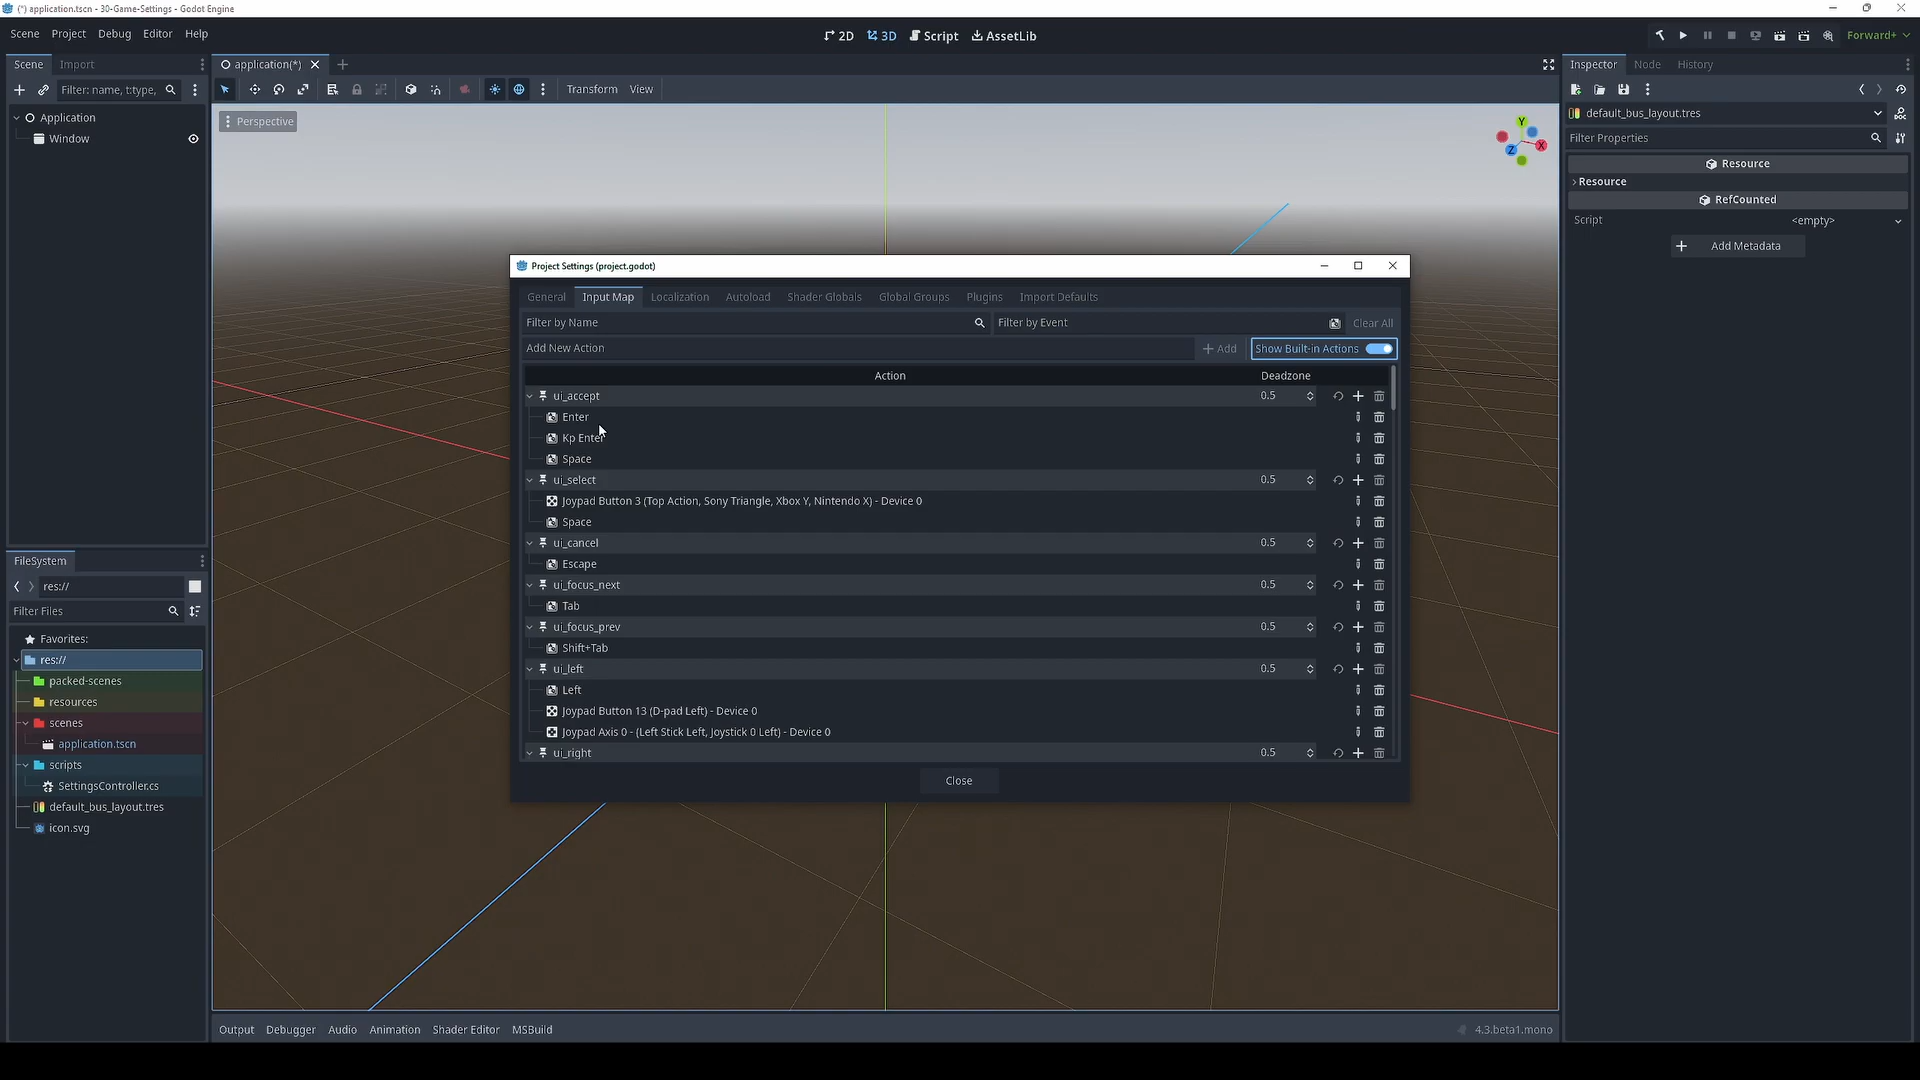 (*) application.tscn - 30-Game-Settings - Godot Engine
Scene Project Debug Editor Help
2D 3D Script AssetLib
Forward+
Scene Import
application(*)
Inspector Node History
Filter: name, t:type,
Transform View
default_bus_layout.tres
Application
Perspective
Y
X
Z
Filter Properties
Window
Resource
Resource
RefCounted
Script <empty>
Add Metadata
Project Settings (project.godot)
General Input Map Localization Autoload Shader Globals Global Groups Plugins Import Defaults
Filter by Name Filter by Event Clear All
Add New Action + Add Show Built-in Actions
Action Deadzone
ui_accept 0.5
Enter
Kp Enter
Space
ui_select 0.5
Joypad Button 3 (Top Action, Sony Triangle, Xbox Y, Nintendo X) - Device 0
Space
ui_cancel 0.5
Escape
ui_focus_next 0.5
Tab
ui_focus_prev 0.5
Shift+Tab
ui_left 0.5
Left
Joypad Button 13 (D-pad Left) - Device 0
Joypad Axis 0 - (Left Stick Left, Joystick 0 Left) - Device 0
ui_right 0.5
Close
FileSystem
res://
Filter Files
Favorites:
res://
packed-scenes
resources
scenes
application.tscn
scripts
SettingsController.cs
default_bus_layout.tres
icon.svg
Output Debugger Audio Animation Shader Editor MSBuild
4.3.beta1.mono